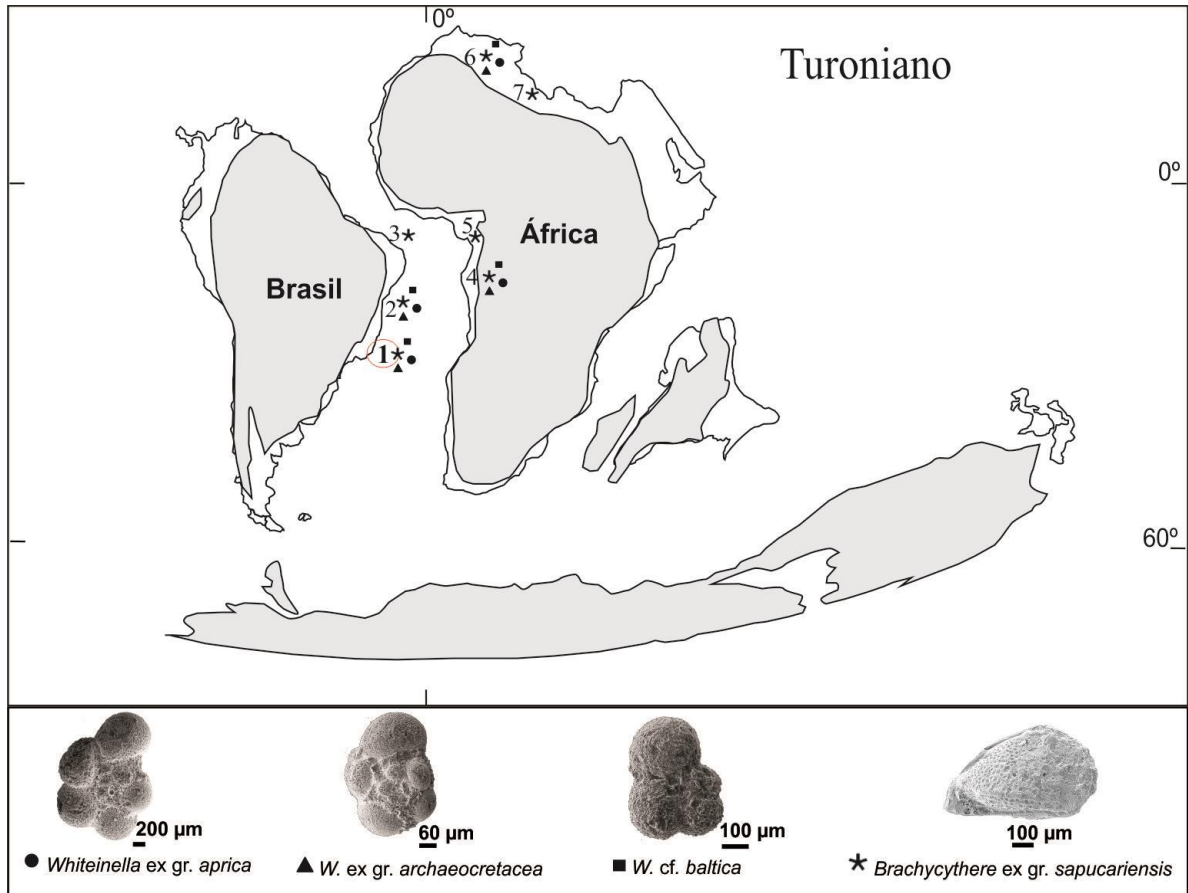 0º
Turoniano
6
7
0º
3
5
África
4
Brasil
2
1
60º
200 µm
60 µm
100 µm
100 µm
Whiteinella ex gr. aprica
W. ex gr. archaeocretacea
W. cf. baltica
Brachycythere ex gr. sapucariensis